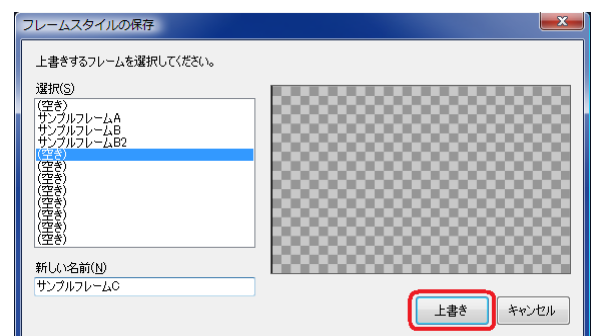 フレームスタイルの保存
上書きするフレームを選択してください。
選択(S)
(空き)
サンプルフレームA
サンプルフレームB
サンプルフレームB2
(空き)
(空き)
(空き)
(空き)
(空き)
(空き)
(空き)
(空き)
新しい名前(N)
サンプルフレームC
上書き
キャンセル